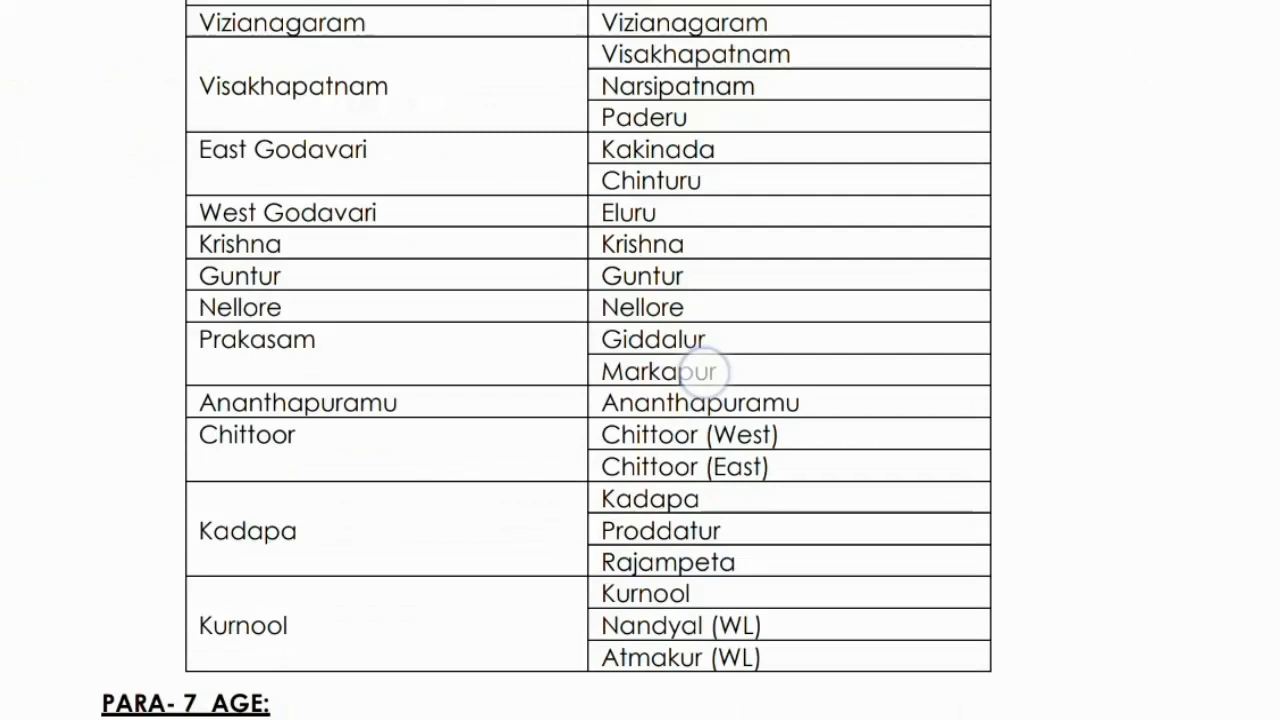 Vizianagaram Vizianagaram
Visakhapatnam Visakhapatnam
Narsipatnam
Paderu
East Godavari Kakinada
Chinturu
West Godavari Eluru
Krishna Krishna
Guntur Guntur
Nellore Nellore
Prakasam Giddalur
Markapur
Ananthapuramu Ananthapuramu
Chittoor Chittoor (West)
Chittoor (East)
Kadapa Kadapa
Proddatur
Rajampeta
Kurnool Kurnool
Nandyal (WL)
Atmakur (WL)
PARA- 7 AGE: